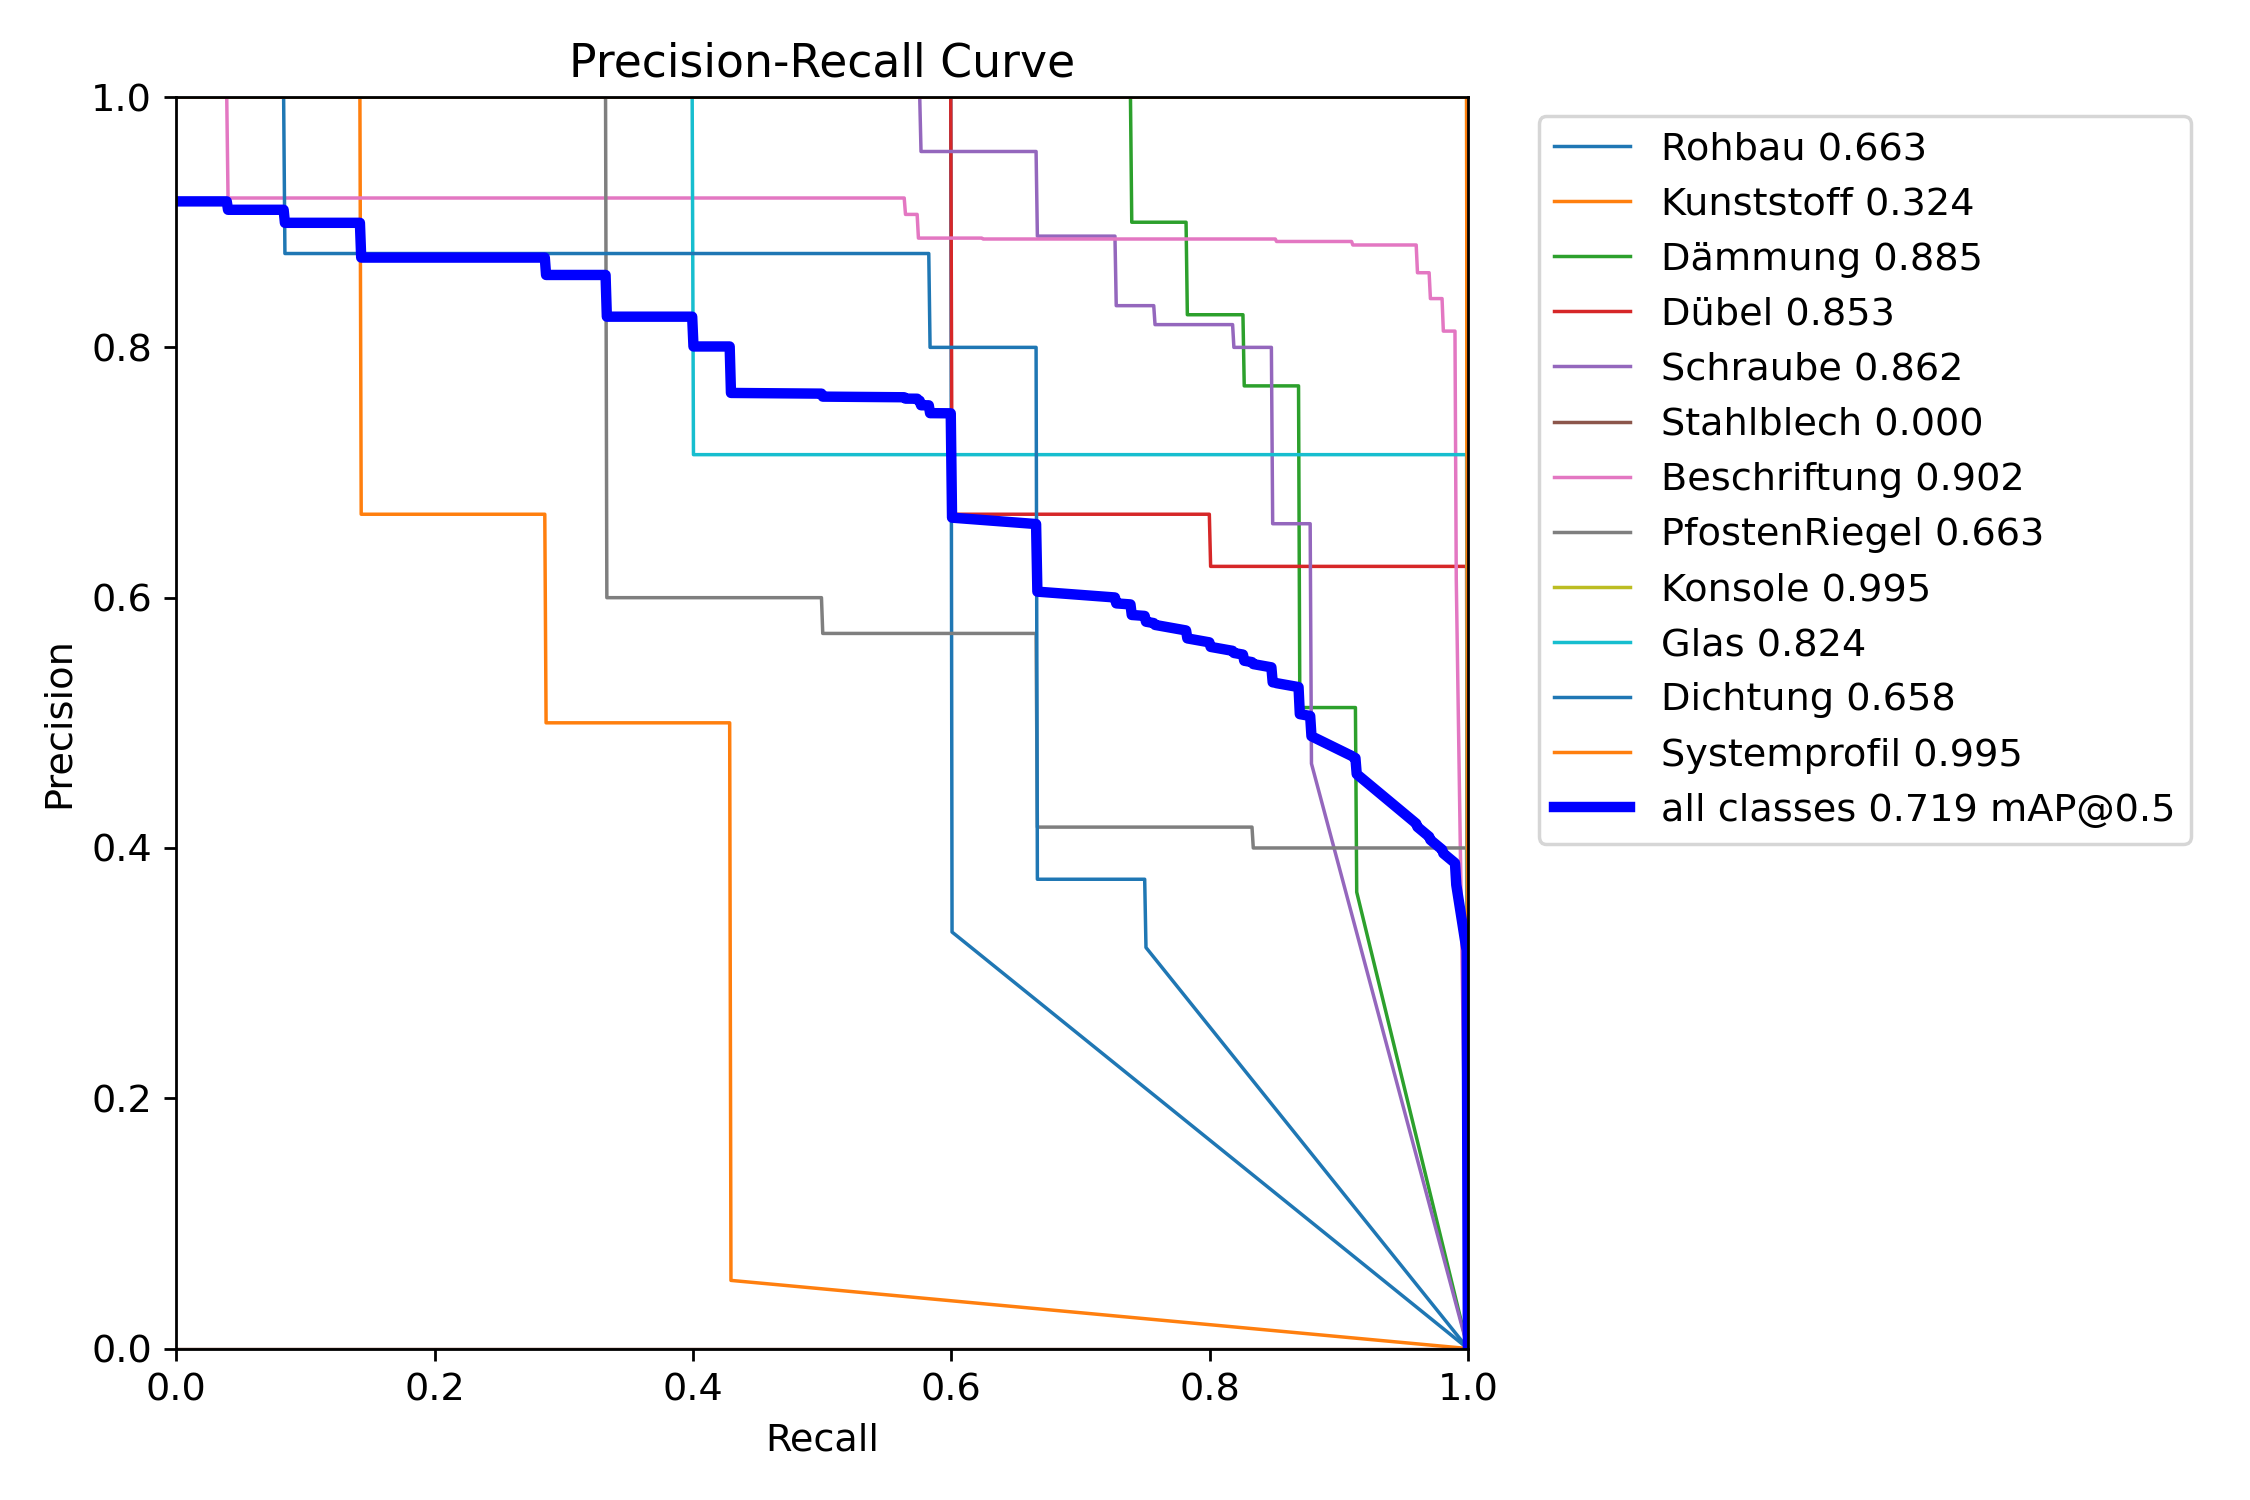 Precision-Recall Curve
1.0
0.8
0.6
0.4
0.2
0.0
Precision
0.0 0.2 0.4 0.6 0.8 1.0
Recall
Rohbau 0.663
Kunststoff 0.324
Dämmung 0.885
Dübel 0.853
Schraube 0.862
Stahlblech 0.000
Beschriftung 0.902
PfostenRiegel 0.663
Konsole 0.995
Glas 0.824
Dichtung 0.658
Systemprofil 0.995
all classes 0.719 mAP@0.5